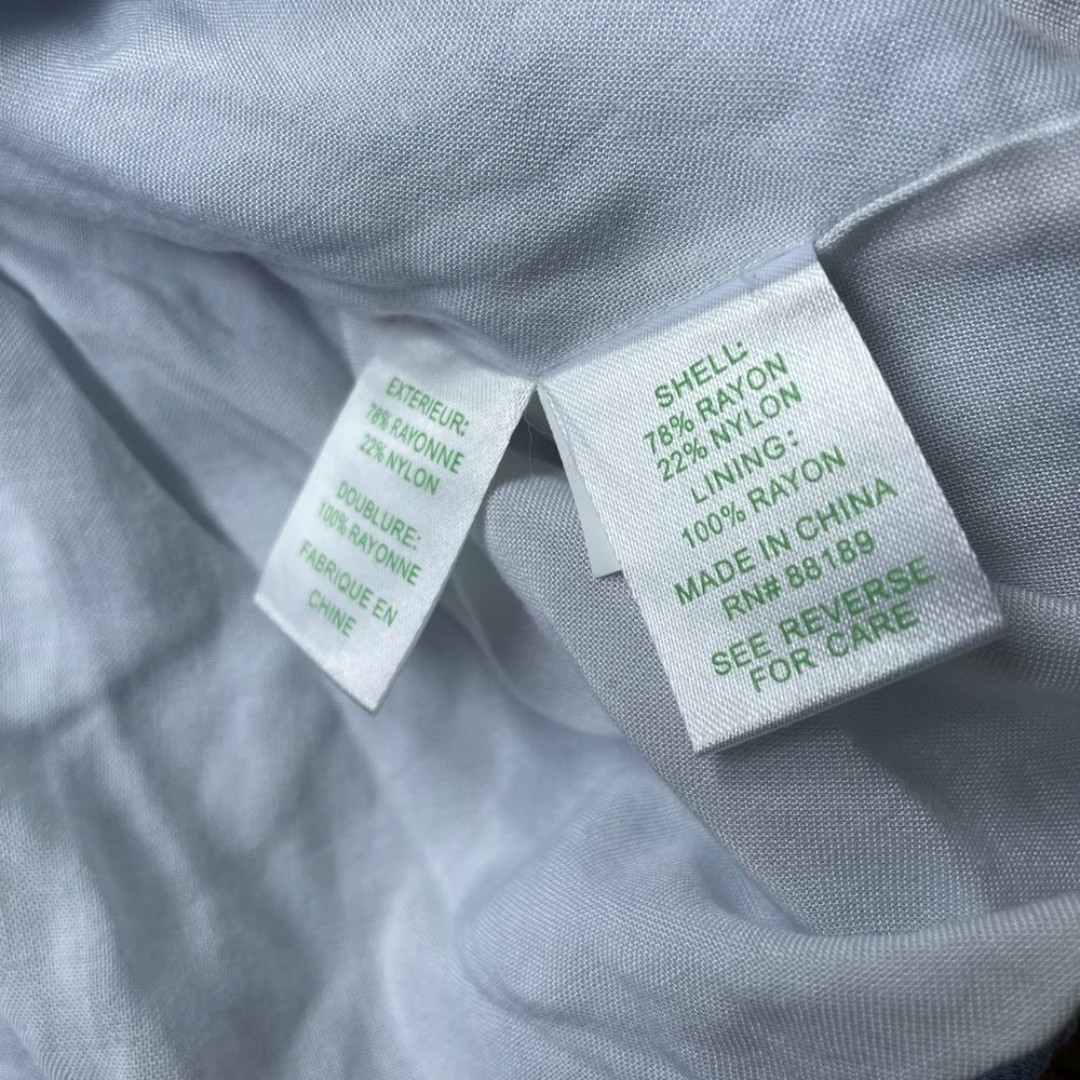 EXTERIEUR:
78% RAYONNE
22% NYLON
DOUBLURE:
100% RAYONNE
FABRIQUE EN
CHINE
SHELL:
78% RAYON
22% NYLON
LINING:
100% RAYON
MADE IN CHINA
RN# 88189
SEE REVERSE
FOR CARE